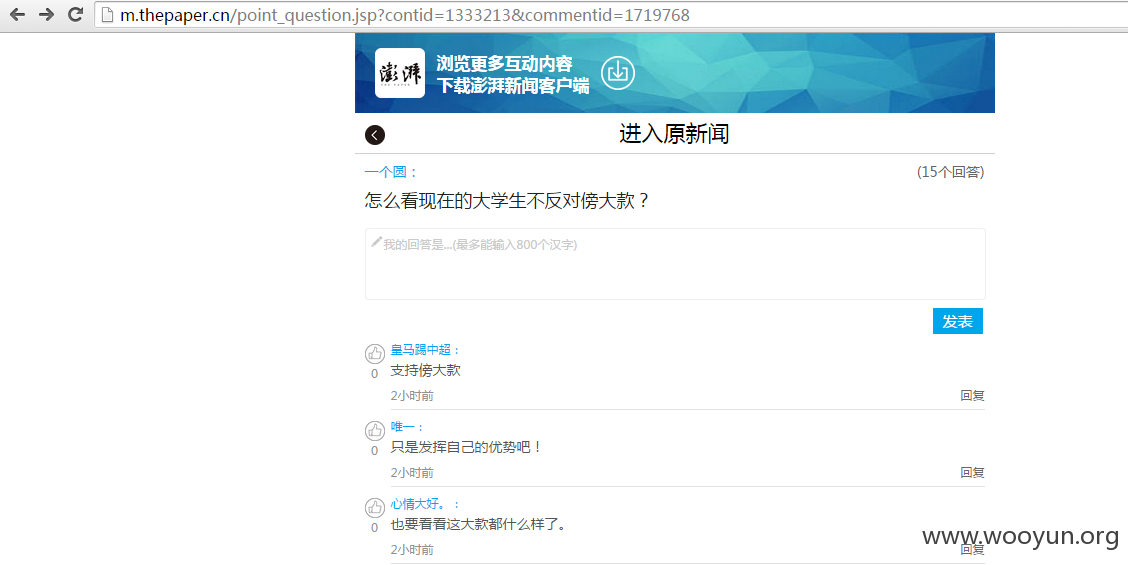 m.thepaper.cn/point_question.jsp?contid=1333213&commentid=1719768
澎湃
浏览更多互动内容
下载澎湃新闻客户端
进入原新闻
一个圆： (15个回答)
怎么看现在的大学生不反对傍大款？
我的回答是...(最多能输入800个汉字)
发表
皇马踢中超：
0 支持傍大款
2小时前 回复
唯一：
0 只是发挥自己的优势吧！
2小时前 回复
心情大好。：
0 也要看看这大款都什么样了。
2小时前 回复
www.wooyun.org